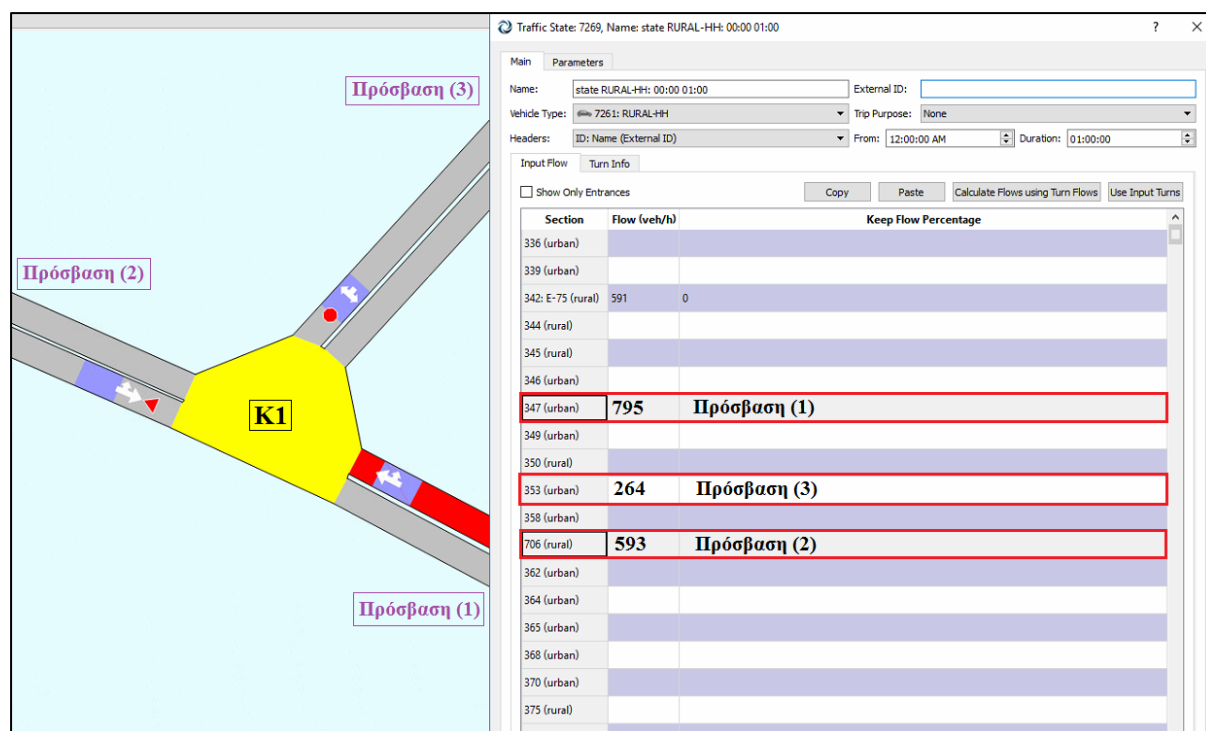 Πρόσβαση (3)
Πρόσβαση (2)
K1
Πρόσβαση (1)
Traffic State: 7269, Name: state RURAL-HH: 00:00 01:00
?
Main Parameters
Name: state RURAL-HH: 00:00 01:00 External ID:
Vehicle Type: 7261: RURAL-HH Trip Purpose: None
Headers: ID: Name (External ID) From: 12:00:00 AM Duration: 01:00:00
Input Flow Turn Info
Show Only Entrances Copy Paste Calculate Flows using Turn Flows Use Input Turns
Section Flow (veh/h) Keep Flow Percentage
336 (urban)
339 (urban)
342: E-75 (rural) 591 0
344 (rural)
345 (rural)
346 (urban)
347 (urban) 795 Πρόσβαση (1)
349 (urban)
350 (rural)
353 (urban) 264 Πρόσβαση (3)
358 (urban)
706 (rural) 593 Πρόσβαση (2)
362 (urban)
364 (urban)
365 (urban)
368 (urban)
370 (urban)
375 (rural)